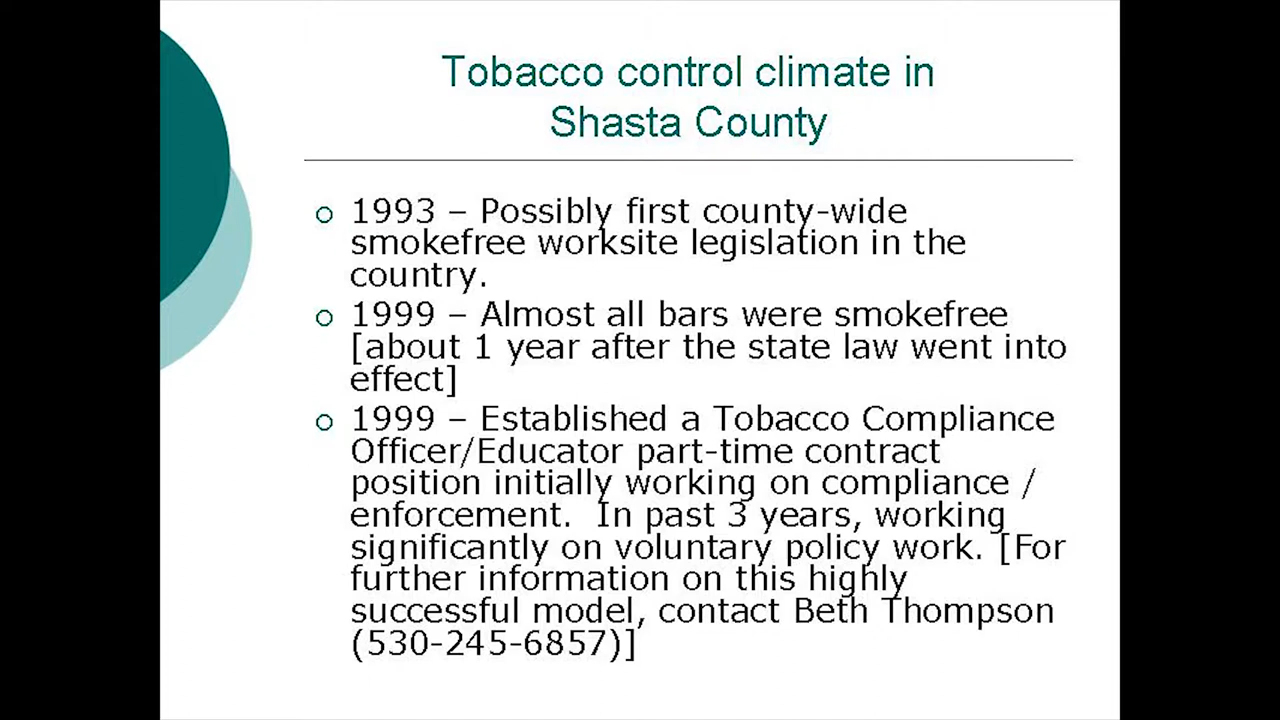 Tobacco control climate in
Shasta County
1993 – Possibly first county-wide
smokefree worksite legislation in the
country.
1999 – Almost all bars were smokefree
[about 1 year after the state law went into
effect]
1999 – Established a Tobacco Compliance
Officer/Educator part-time contract
position initially working on compliance /
enforcement.  In past 3 years, working
significantly on voluntary policy work. [For
further information on this highly
successful model, contact Beth Thompson
(530-245-6857)]